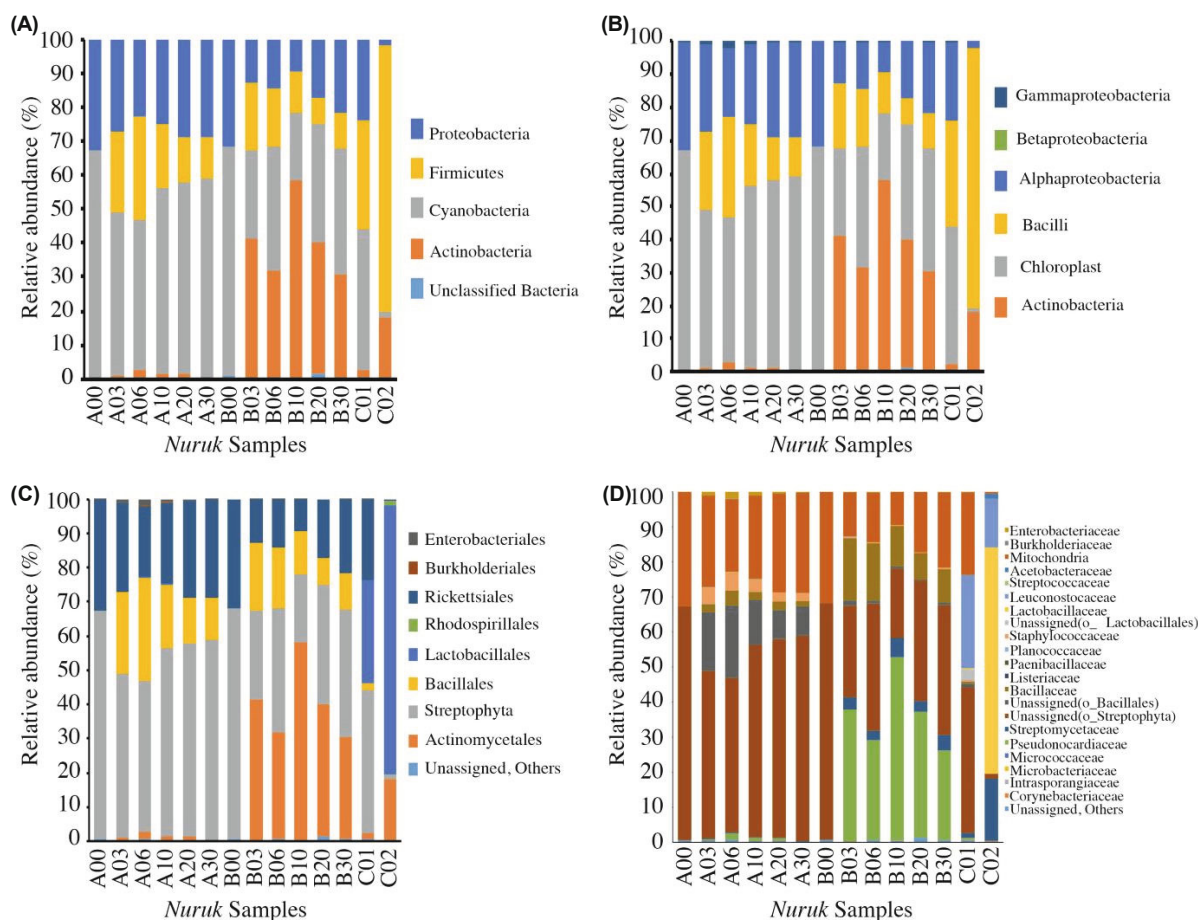 (A)
Relative abundance (%)
100
90
80
70
60
50
40
30
20
10
0
A00 A03 A06 A10 A20 A30 B00 B03 B06 B10 B20 B30 C01 C02
Nuruk Samples
Proteobacteria
Firmicutes
Cyanobacteria
Actinobacteria
Unclassified Bacteria
(B)
Relative abundance (%)
100
90
80
70
60
50
40
30
20
10
0
A00 A03 A06 A10 A20 A30 B00 B03 B06 B10 B20 B30 C01 C02
Nuruk Samples
Gammaproteobacteria
Betaproteobacteria
Alphaproteobacteria
Bacilli
Chloroplast
Actinobacteria
(C)
Relative abundance (%)
100
90
80
70
60
50
40
30
20
10
0
A00 A03 A06 A10 A20 A30 B00 B03 B06 B10 B20 B30 C01 C02
Nuruk Samples
Enterobacteriales
Burkholderiales
Rickettsiales
Rhodospirillales
Lactobacillales
Bacillales
Streptophyta
Actinomycetales
Unassigned, Others
(D)
Relative abundance (%)
100
90
80
70
60
50
40
30
20
10
0
A00 A03 A06 A10 A20 A30 B00 B03 B06 B10 B20 B30 C01 C02
Nuruk Samples
Enterobacteriaceae
Burkholderiaceae
Mitochondria
Acetobacteraceae
Streptococcaceae
Leuconostocaceae
Lactobacillaceae
Unassigned(o_ Lactobacillales)
Staphylococcaceae
Planococcaceae
Paenibacillaceae
Listeriaceae
Bacillaceae
Unassigned(o_Bacillales)
Unassigned(o_Streptophyta)
Streptomycetaceae
Pseudonocardiaceae
Micrococcaceae
Microbacteriaceae
Intrasporangiaceae
Corynebacteriaceae
Unassigned, Others